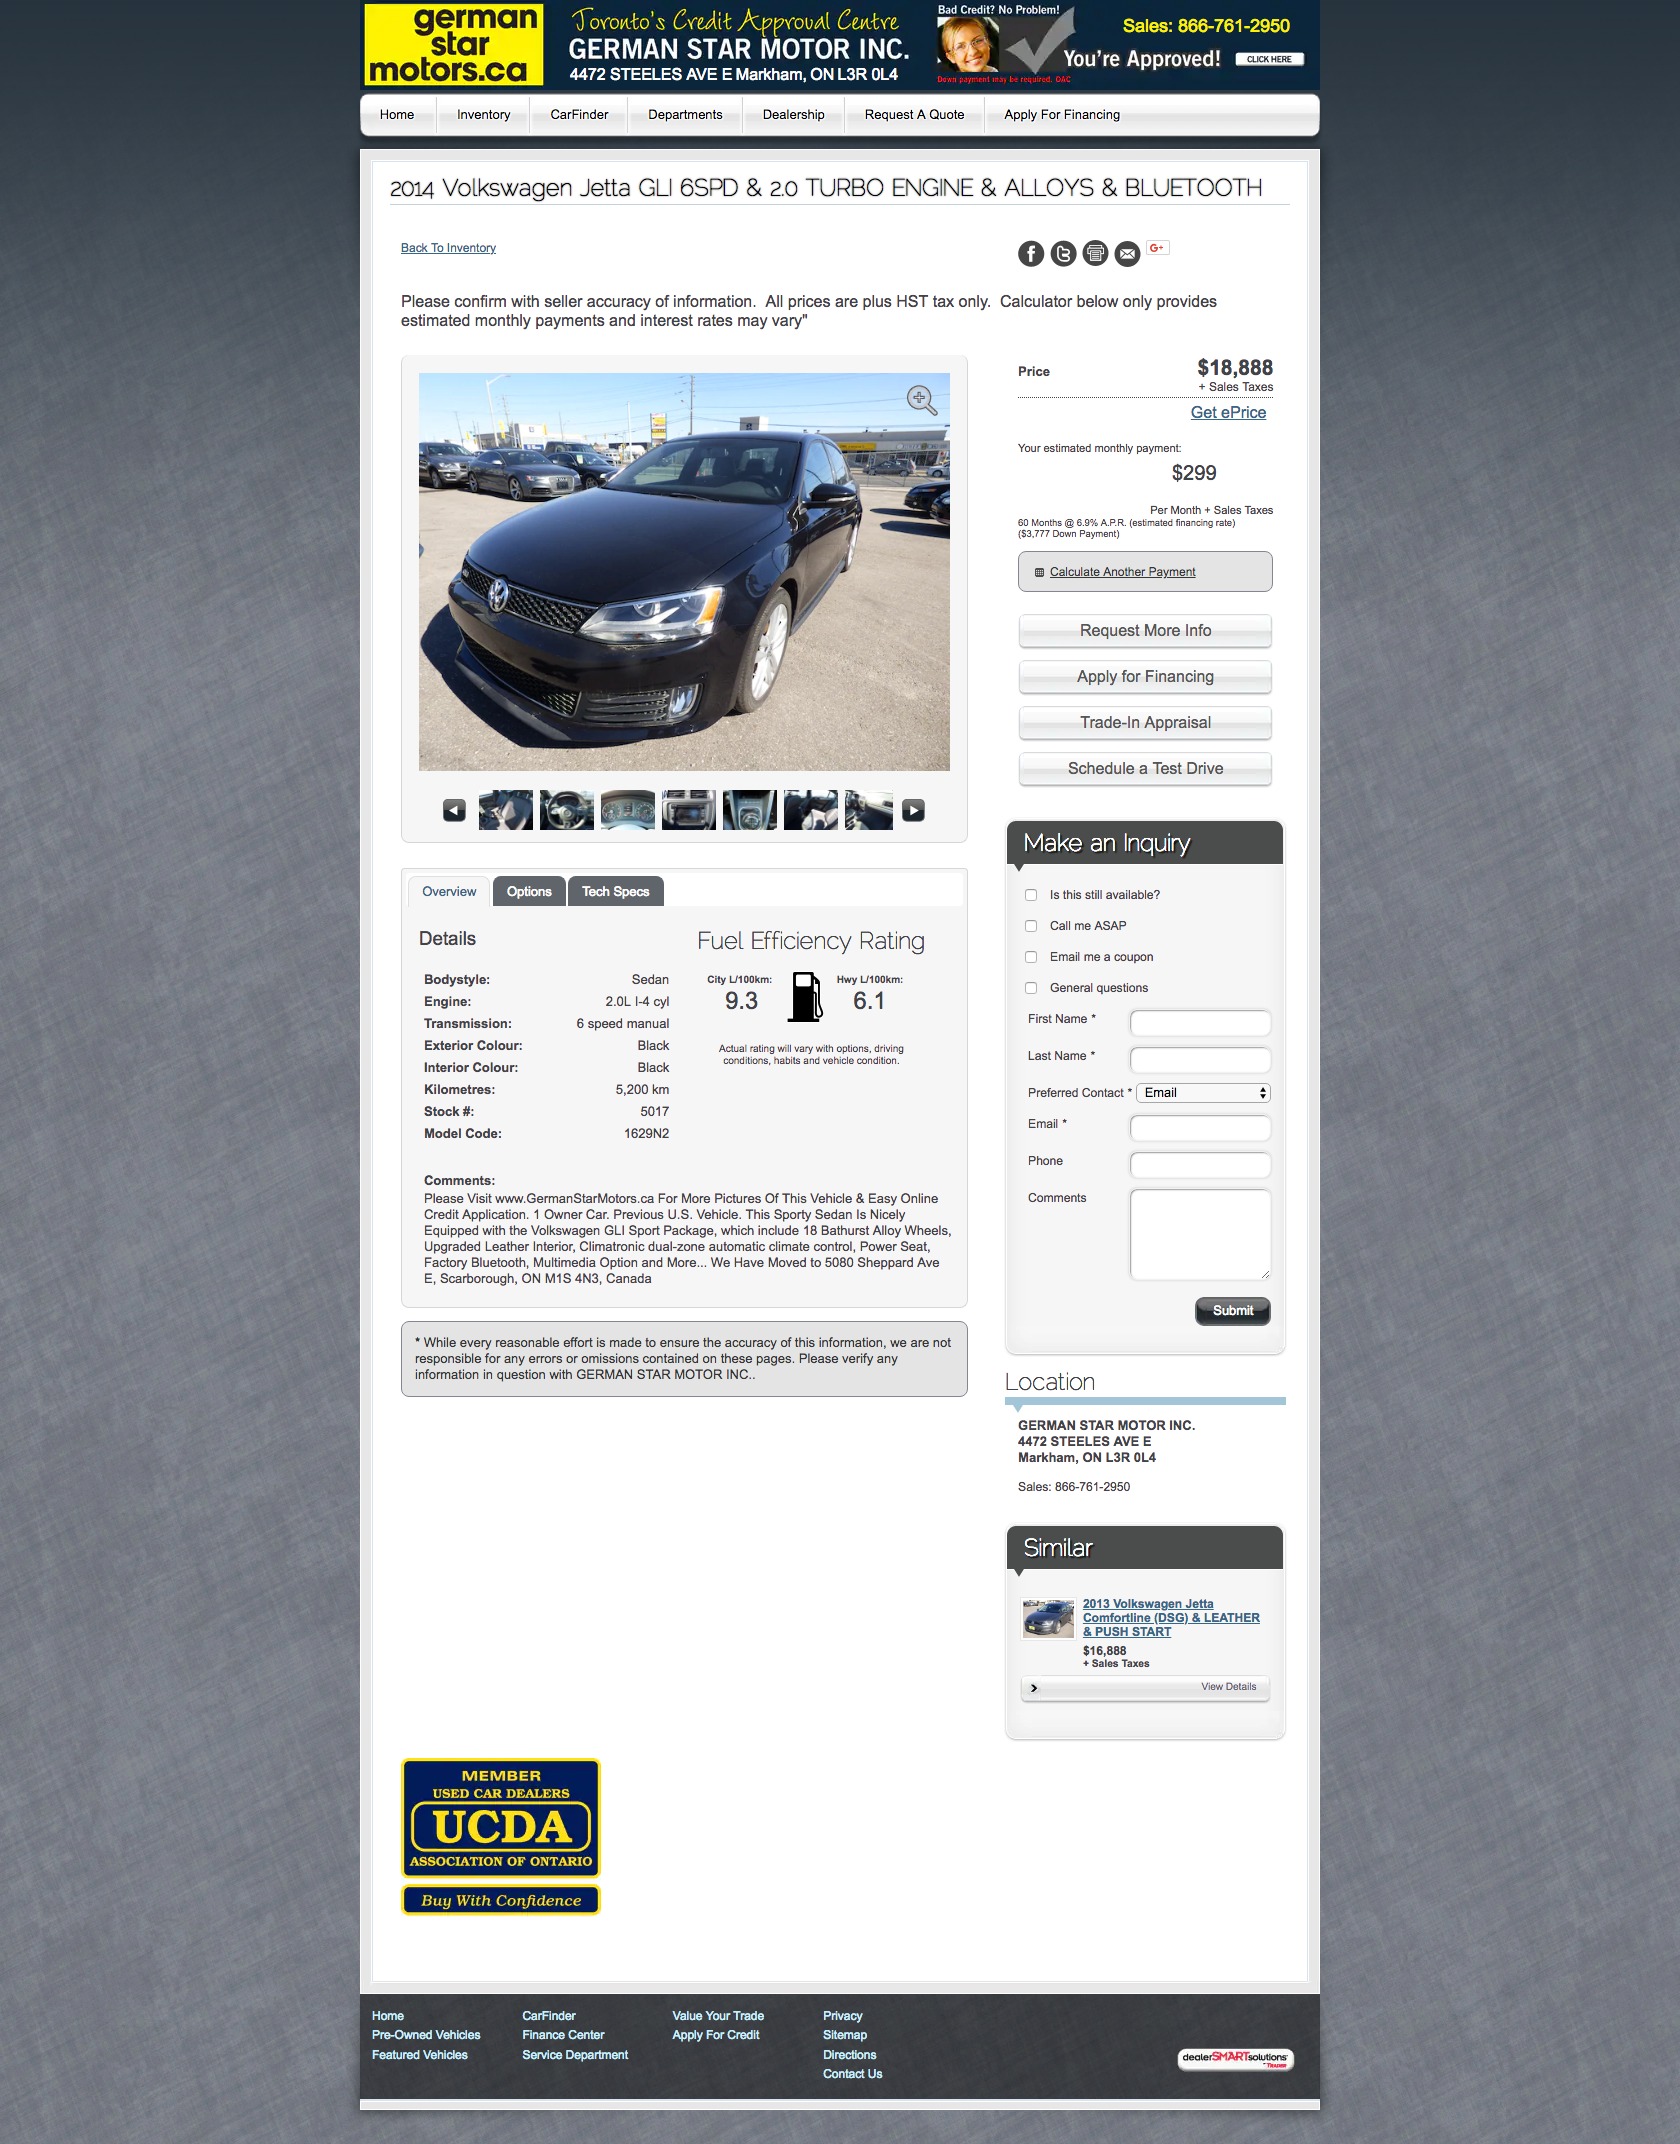 german
star
motors.ca
Toronto's Credit Approval Centre
GERMAN STAR MOTOR INC.
4472 STEELES AVE E Markham, ON L3R 0L4
Bad Credit? No Problem!
You're Approved!
Down payment may be required. OAC
Sales: 866-761-2950
CLICK HERE
Home
Inventory
CarFinder
Departments
Dealership
Request A Quote
Apply For Financing
2014 Volkswagen Jetta GLI 6SPD & 2.0 TURBO ENGINE & ALLOYS & BLUETOOTH
Back To Inventory
G+
Please confirm with seller accuracy of information.  All prices are plus HST tax only.  Calculator below only provides
estimated monthly payments and interest rates may vary"
Price $18,888
+ Sales Taxes
Get ePrice
Your estimated monthly payment:
$299
Per Month + Sales Taxes
60 Months @ 6.9% A.P.R. (estimated financing rate)
($3,777 Down Payment)
Calculate Another Payment
Request More Info
Apply for Financing
Trade-In Appraisal
Schedule a Test Drive
Overview
Options
Tech Specs
Details
Bodystyle: Sedan
Engine: 2.0L I-4 cyl
Transmission: 6 speed manual
Exterior Colour: Black
Interior Colour: Black
Kilometres: 5,200 km
Stock #: 5017
Model Code: 1629N2
Fuel Efficiency Rating
City L/100km: Hwy L/100km:
9.3 6.1
Actual rating will vary with options, driving
conditions, habits and vehicle condition.
Comments:
Please Visit www.GermanStarMotors.ca For More Pictures Of This Vehicle & Easy Online
Credit Application. 1 Owner Car. Previous U.S. Vehicle. This Sporty Sedan Is Nicely
Equipped with the Volkswagen GLI Sport Package, which include 18 Bathurst Alloy Wheels,
Upgraded Leather Interior, Climatronic dual-zone automatic climate control, Power Seat,
Factory Bluetooth, Multimedia Option and More... We Have Moved to 5080 Sheppard Ave
E, Scarborough, ON M1S 4N3, Canada
* While every reasonable effort is made to ensure the accuracy of this information, we are not
responsible for any errors or omissions contained on these pages. Please verify any
information in question with GERMAN STAR MOTOR INC..
Make an Inquiry
Is this still available?
Call me ASAP
Email me a coupon
General questions
First Name *
Last Name *
Preferred Contact * Email
Email *
Phone
Comments
Submit
Location
GERMAN STAR MOTOR INC.
4472 STEELES AVE E
Markham, ON L3R 0L4
Sales: 866-761-2950
Similar
2013 Volkswagen Jetta
Comfortline (DSG) & LEATHER
& PUSH START
$16,888
+ Sales Taxes
View Details
MEMBER
USED CAR DEALERS
UCDA
ASSOCIATION OF ONTARIO
Buy With Confidence
Home
Pre-Owned Vehicles
Featured Vehicles
CarFinder
Finance Center
Service Department
Value Your Trade
Apply For Credit
Privacy
Sitemap
Directions
Contact Us
dealerSMARTsolutions
TRADER